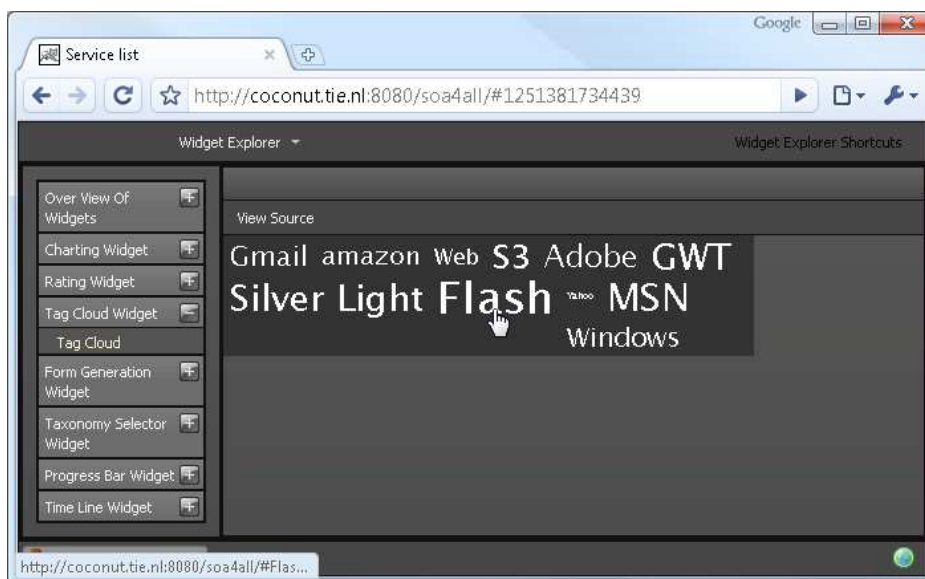 Google
Service list
http://coconut.tie.nl:8080/soa4all/#1251381734439
Widget Explorer
Widget Explorer Shortcuts
Over View Of
Widgets
Charting Widget
Rating Widget
Tag Cloud Widget
Tag Cloud
Form Generation
Widget
Taxonomy Selector
Widget
Progress Bar Widget
Time Line Widget
View Source
Gmail amazon Web S3 Adobe GWT
Silver Light Flash Yahoo MSN
Windows
http://coconut.tie.nl:8080/soa4all/#Flas...